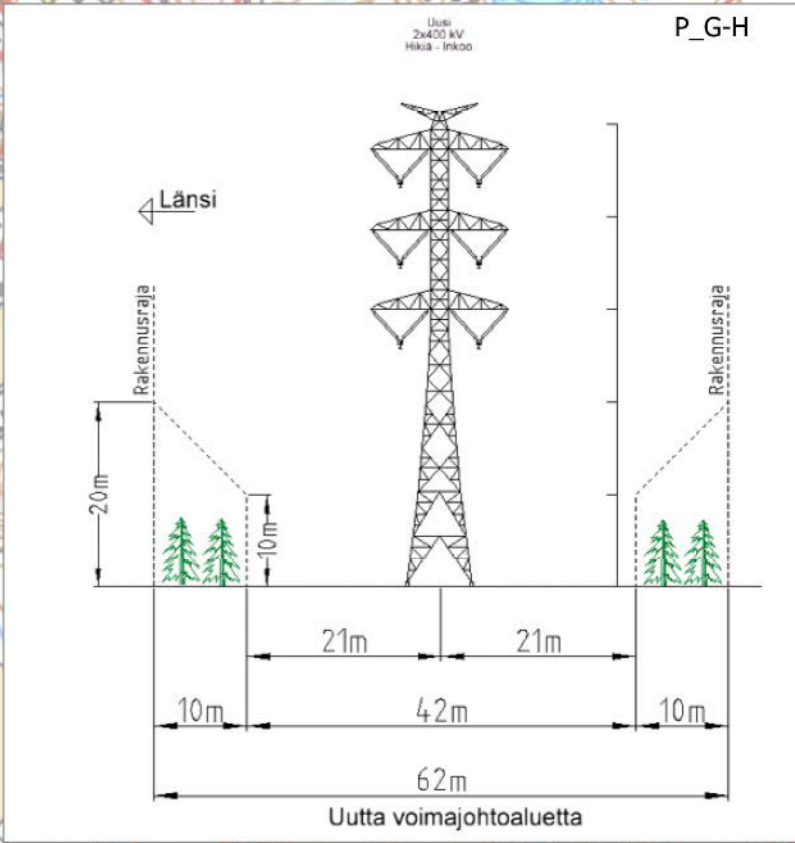 P_G-H
Uusi
2x400 kV
Hikiä - Inkoo
Länsi
Rakennusraja
Rakennusraja
20m
10m
21m
21m
10m
42m
10m
62m
Uutta voimajohtoaluetta